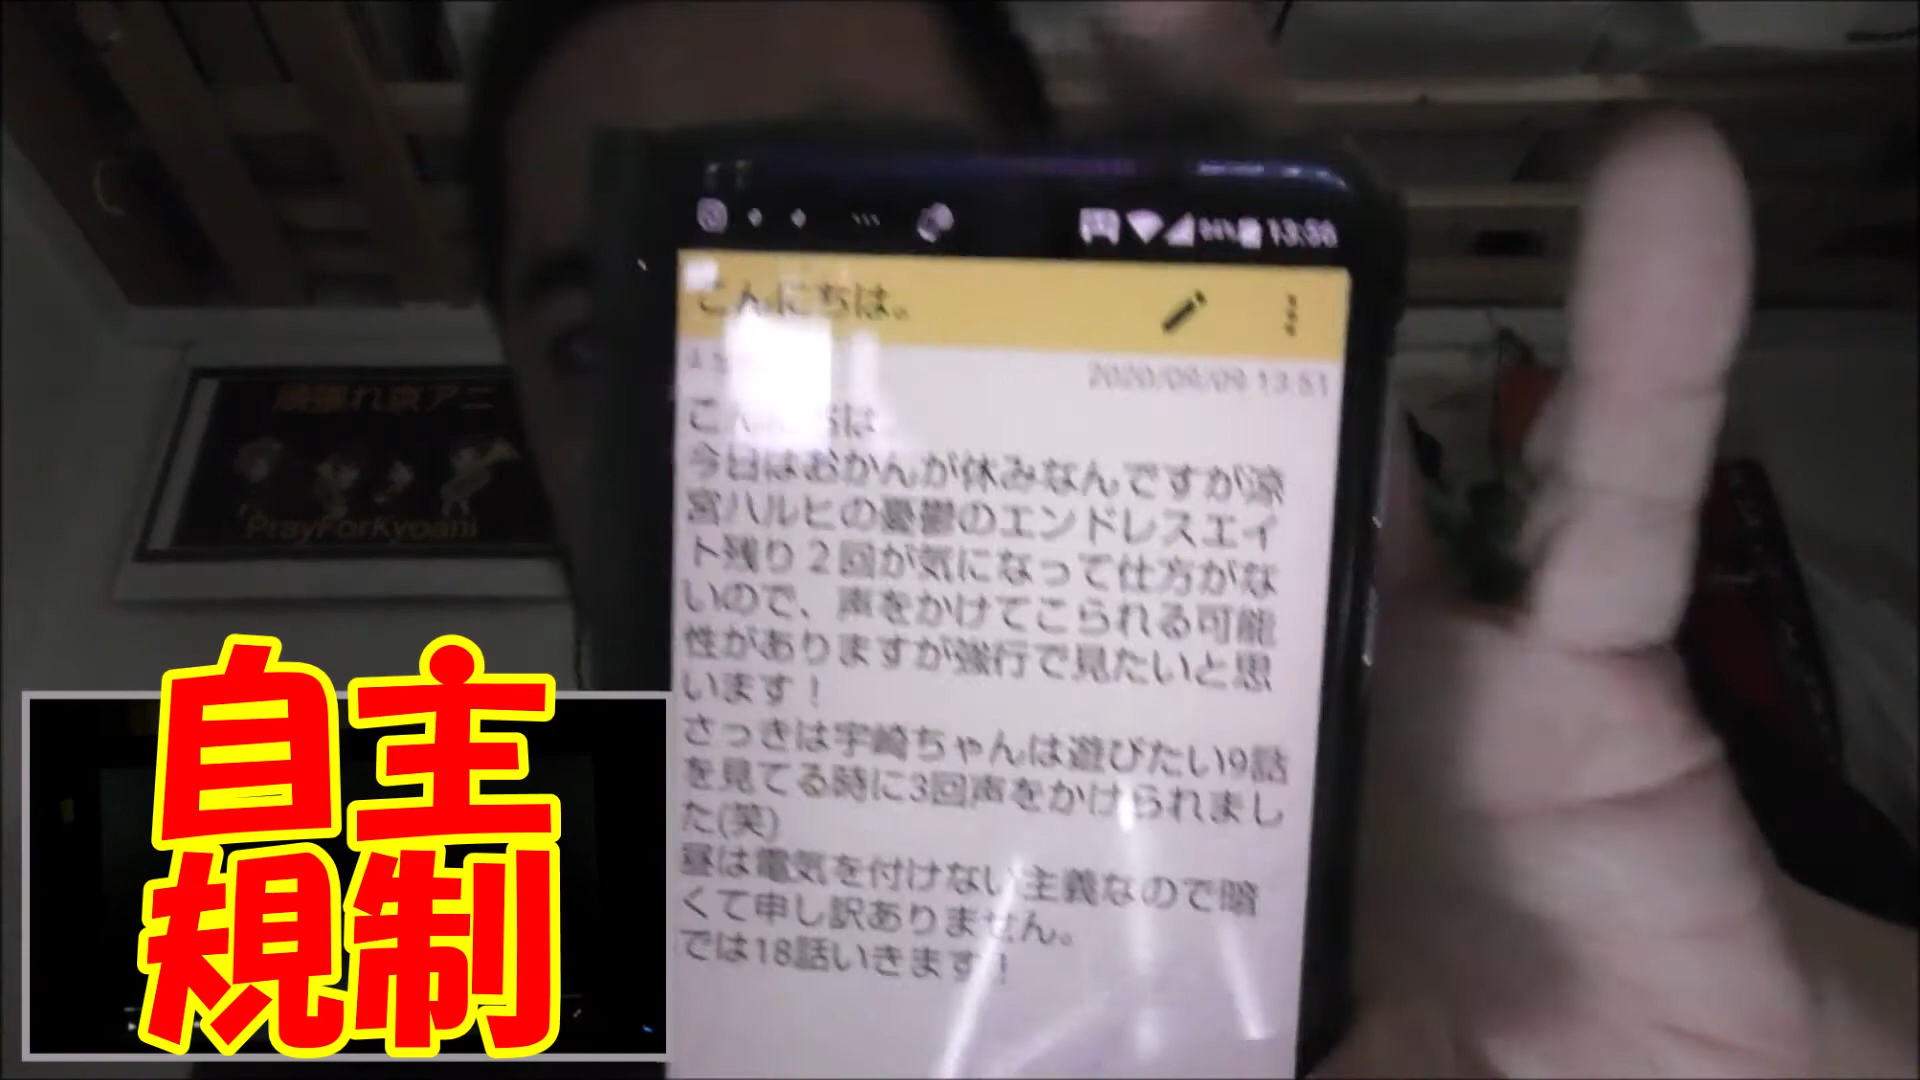 13:56
こんにちは。
2020/09/09 13:51
こんにちは
今日はおかんが休みなんですが涼
宮ハルヒの憂鬱のエンドレスエイ
ト残り２回が気になって仕方がな
いので、声をかけてこられる可能
性がありますが強行で見たいと思
います！
さっきは宇崎ちゃんは遊びたい9話
を見てる時に3回声をかけられまし
た(笑)
昼は電気を付けない主義なので暗
くて申し訳ありません。
では18話いきます！
頑張れ京アニ
PrayForKyoani
自主
規制